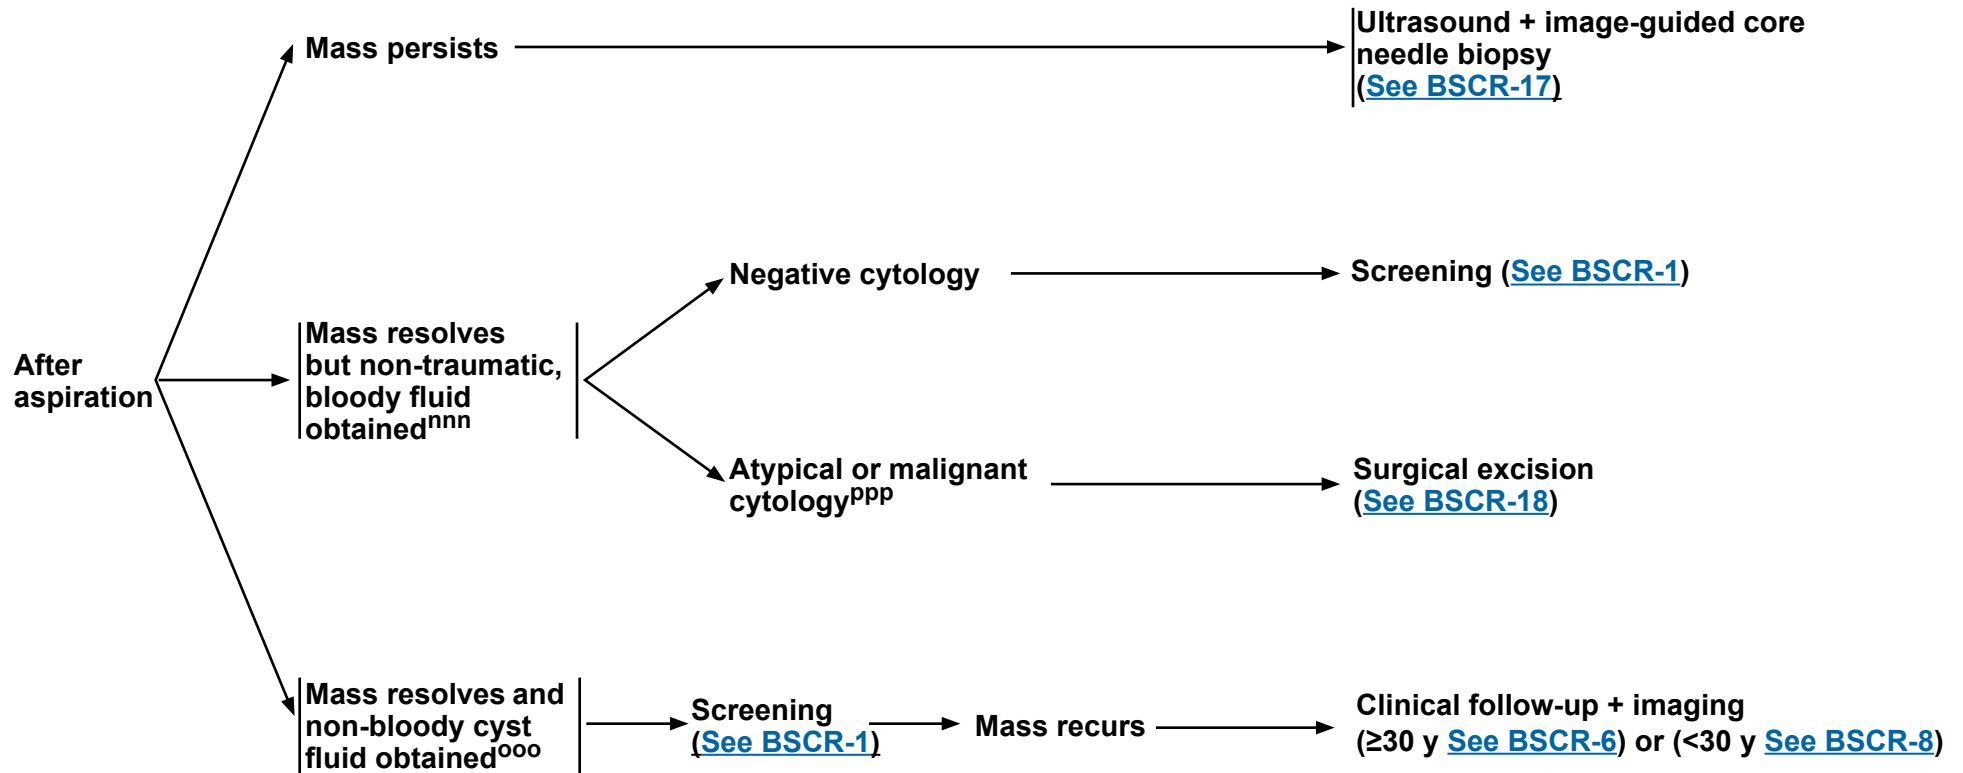 Mass persists
Ultrasound + image-guided core
needle biopsy
(See BSCR-17)
After
aspiration
Mass resolves
but non-traumatic,
bloody fluid
obtainednnn
Negative cytology
Screening (See BSCR-1)
Atypical or malignant
cytologyppp
Surgical excision
(See BSCR-18)
Mass resolves and
non-bloody cyst
fluid obtainedooo
Screening
(See BSCR-1)
Mass recurs
Clinical follow-up + imaging
(≥30 y See BSCR-6) or (<30 y See BSCR-8)